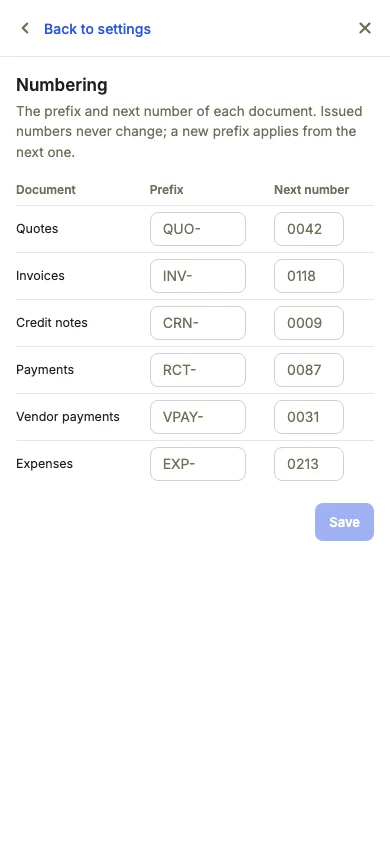 Back to settings
Numbering
The prefix and next number of each document. Issued
numbers never change; a new prefix applies from the
next one.
Document Prefix Next number
Quotes QUO- 0042
Invoices INV- 0118
Credit notes CRN- 0009
Payments RCT- 0087
Vendor payments VPAY- 0031
Expenses EXP- 0213
Save